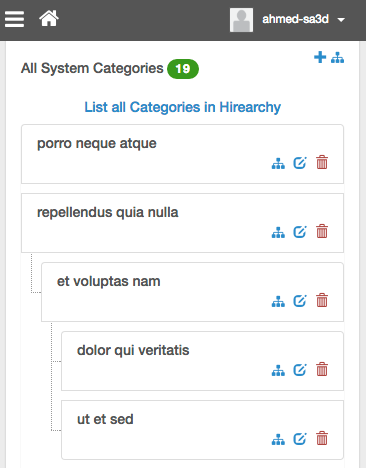 ahmed-sa3d
All System Categories 19
List all Categories in Hirearchy
porro neque atque
repellendus quia nulla
et voluptas nam
dolor qui veritatis
ut et sed